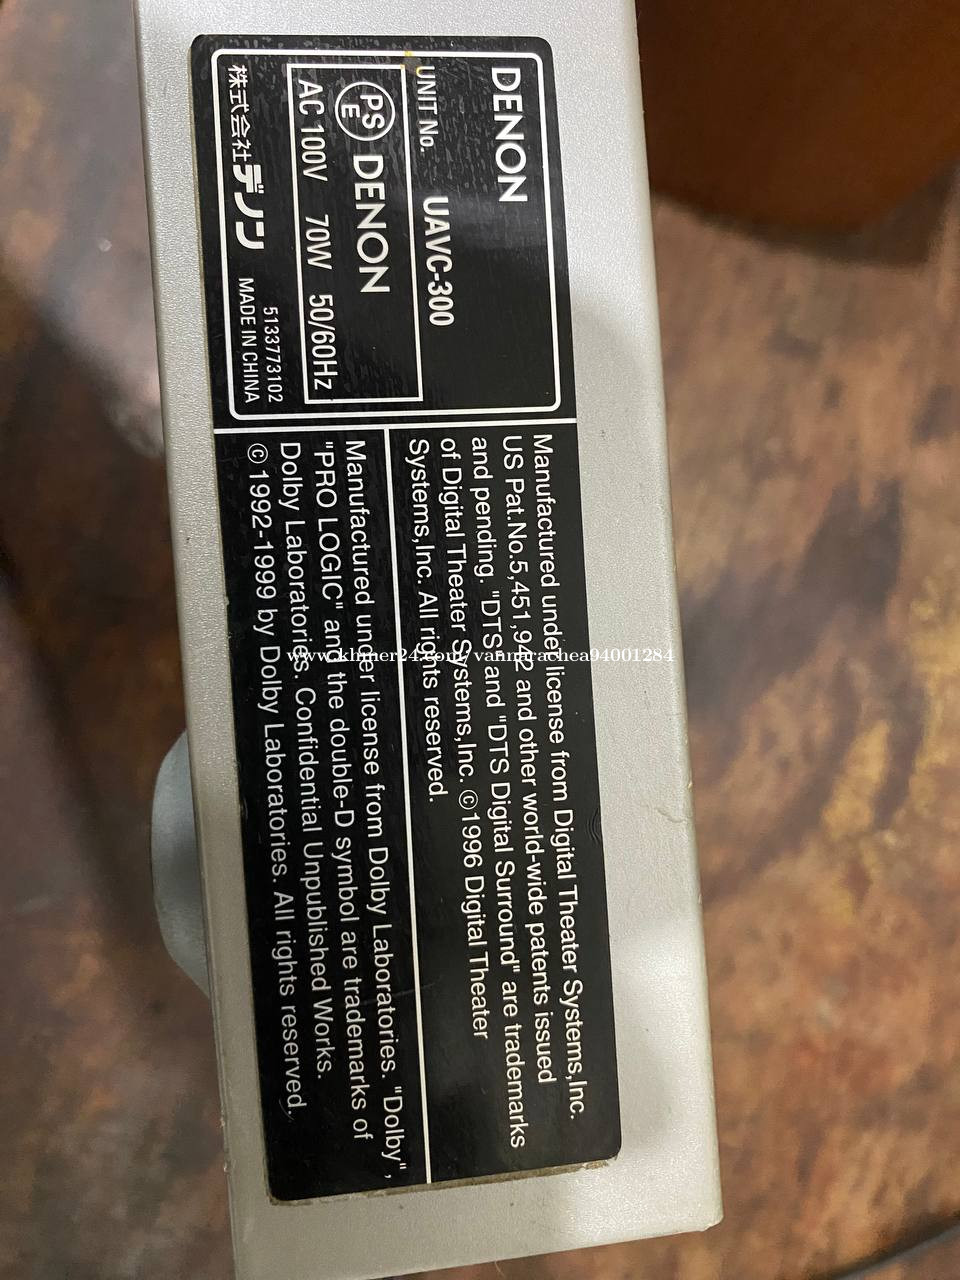 DENON
UNIT No. UAVC-300
PS
E
DENON
AC 100V 70W 50/60Hz
5133773102
株式会社デノン MADE IN CHINA
Manufactured under license from Digital Theater Systems,Inc.
US Pat.No.5,451,942 and other world-wide patents issued
and pending. "DTS" and "DTS Digital Surround" are trademarks
of Digital Theater Systems,Inc. ©1996 Digital Theater
Systems,Inc. All rights reserved.
Manufactured under license from Dolby Laboratories. "Dolby",
"PRO LOGIC" and the double-D symbol are trademarks of
Dolby Laboratories. Confidential Unpublished Works.
© 1992-1999 by Dolby Laboratories. All rights reserved.
www.khmer24.com/vannarachea94001284